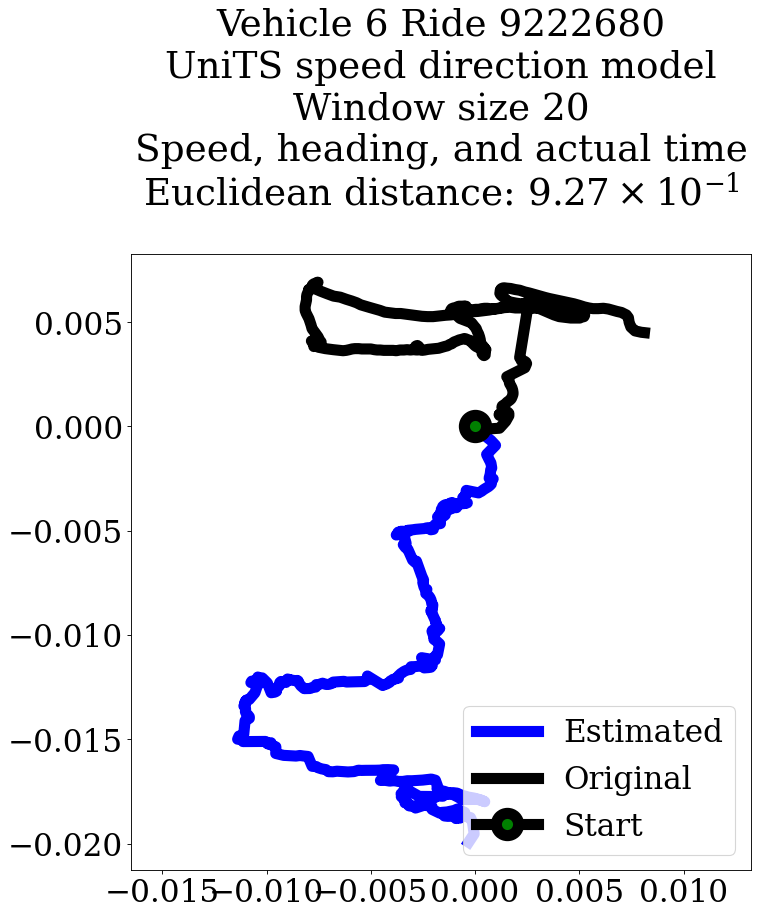 Vehicle 6 Ride 9222680
UniTS speed direction model
Window size 20
Speed, heading, and actual time
Euclidean distance: 9.27 × 10⁻¹
0.005
0.000
−0.005
−0.010
−0.015
−0.020
Estimated
Original
Start
−0.015 −0.010 −0.005 0.000 0.005 0.010